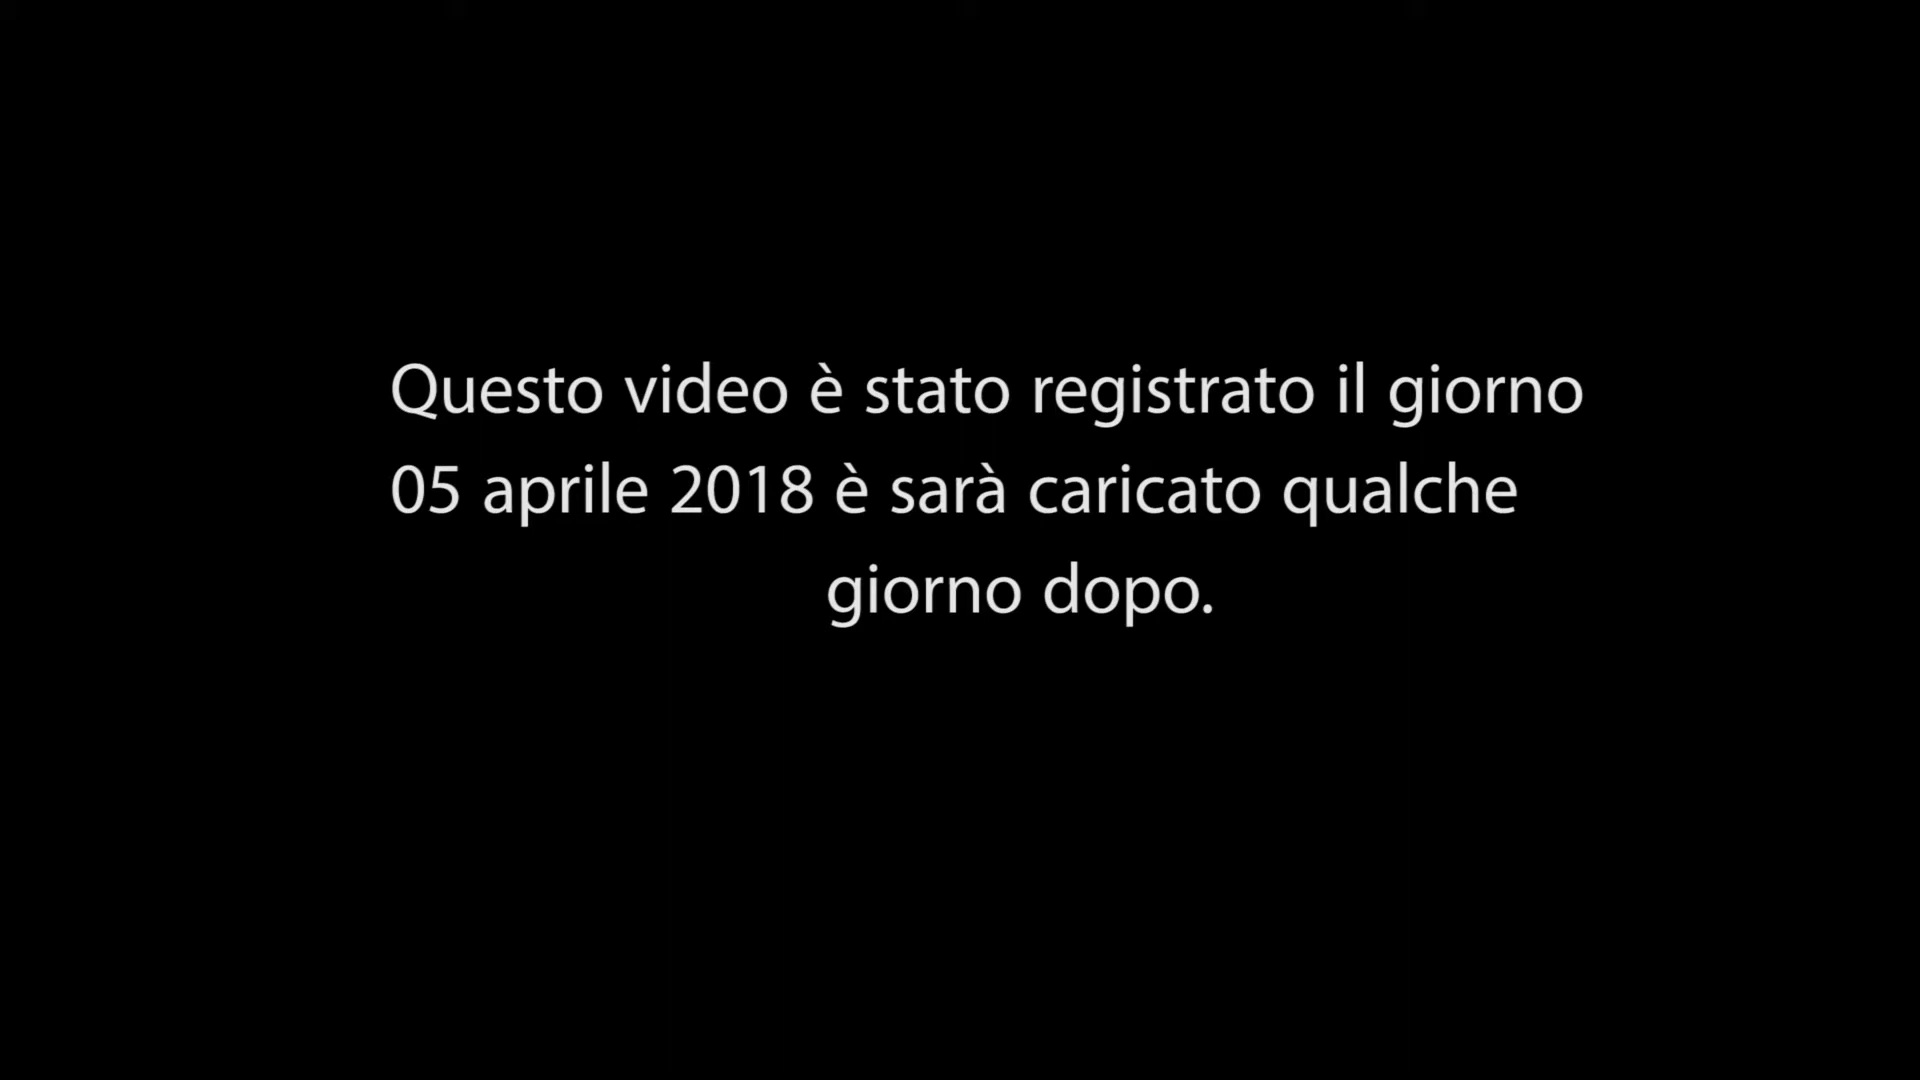 Questo video è stato registrato il giorno
05 aprile 2018 è sarà caricato qualche
giorno dopo.